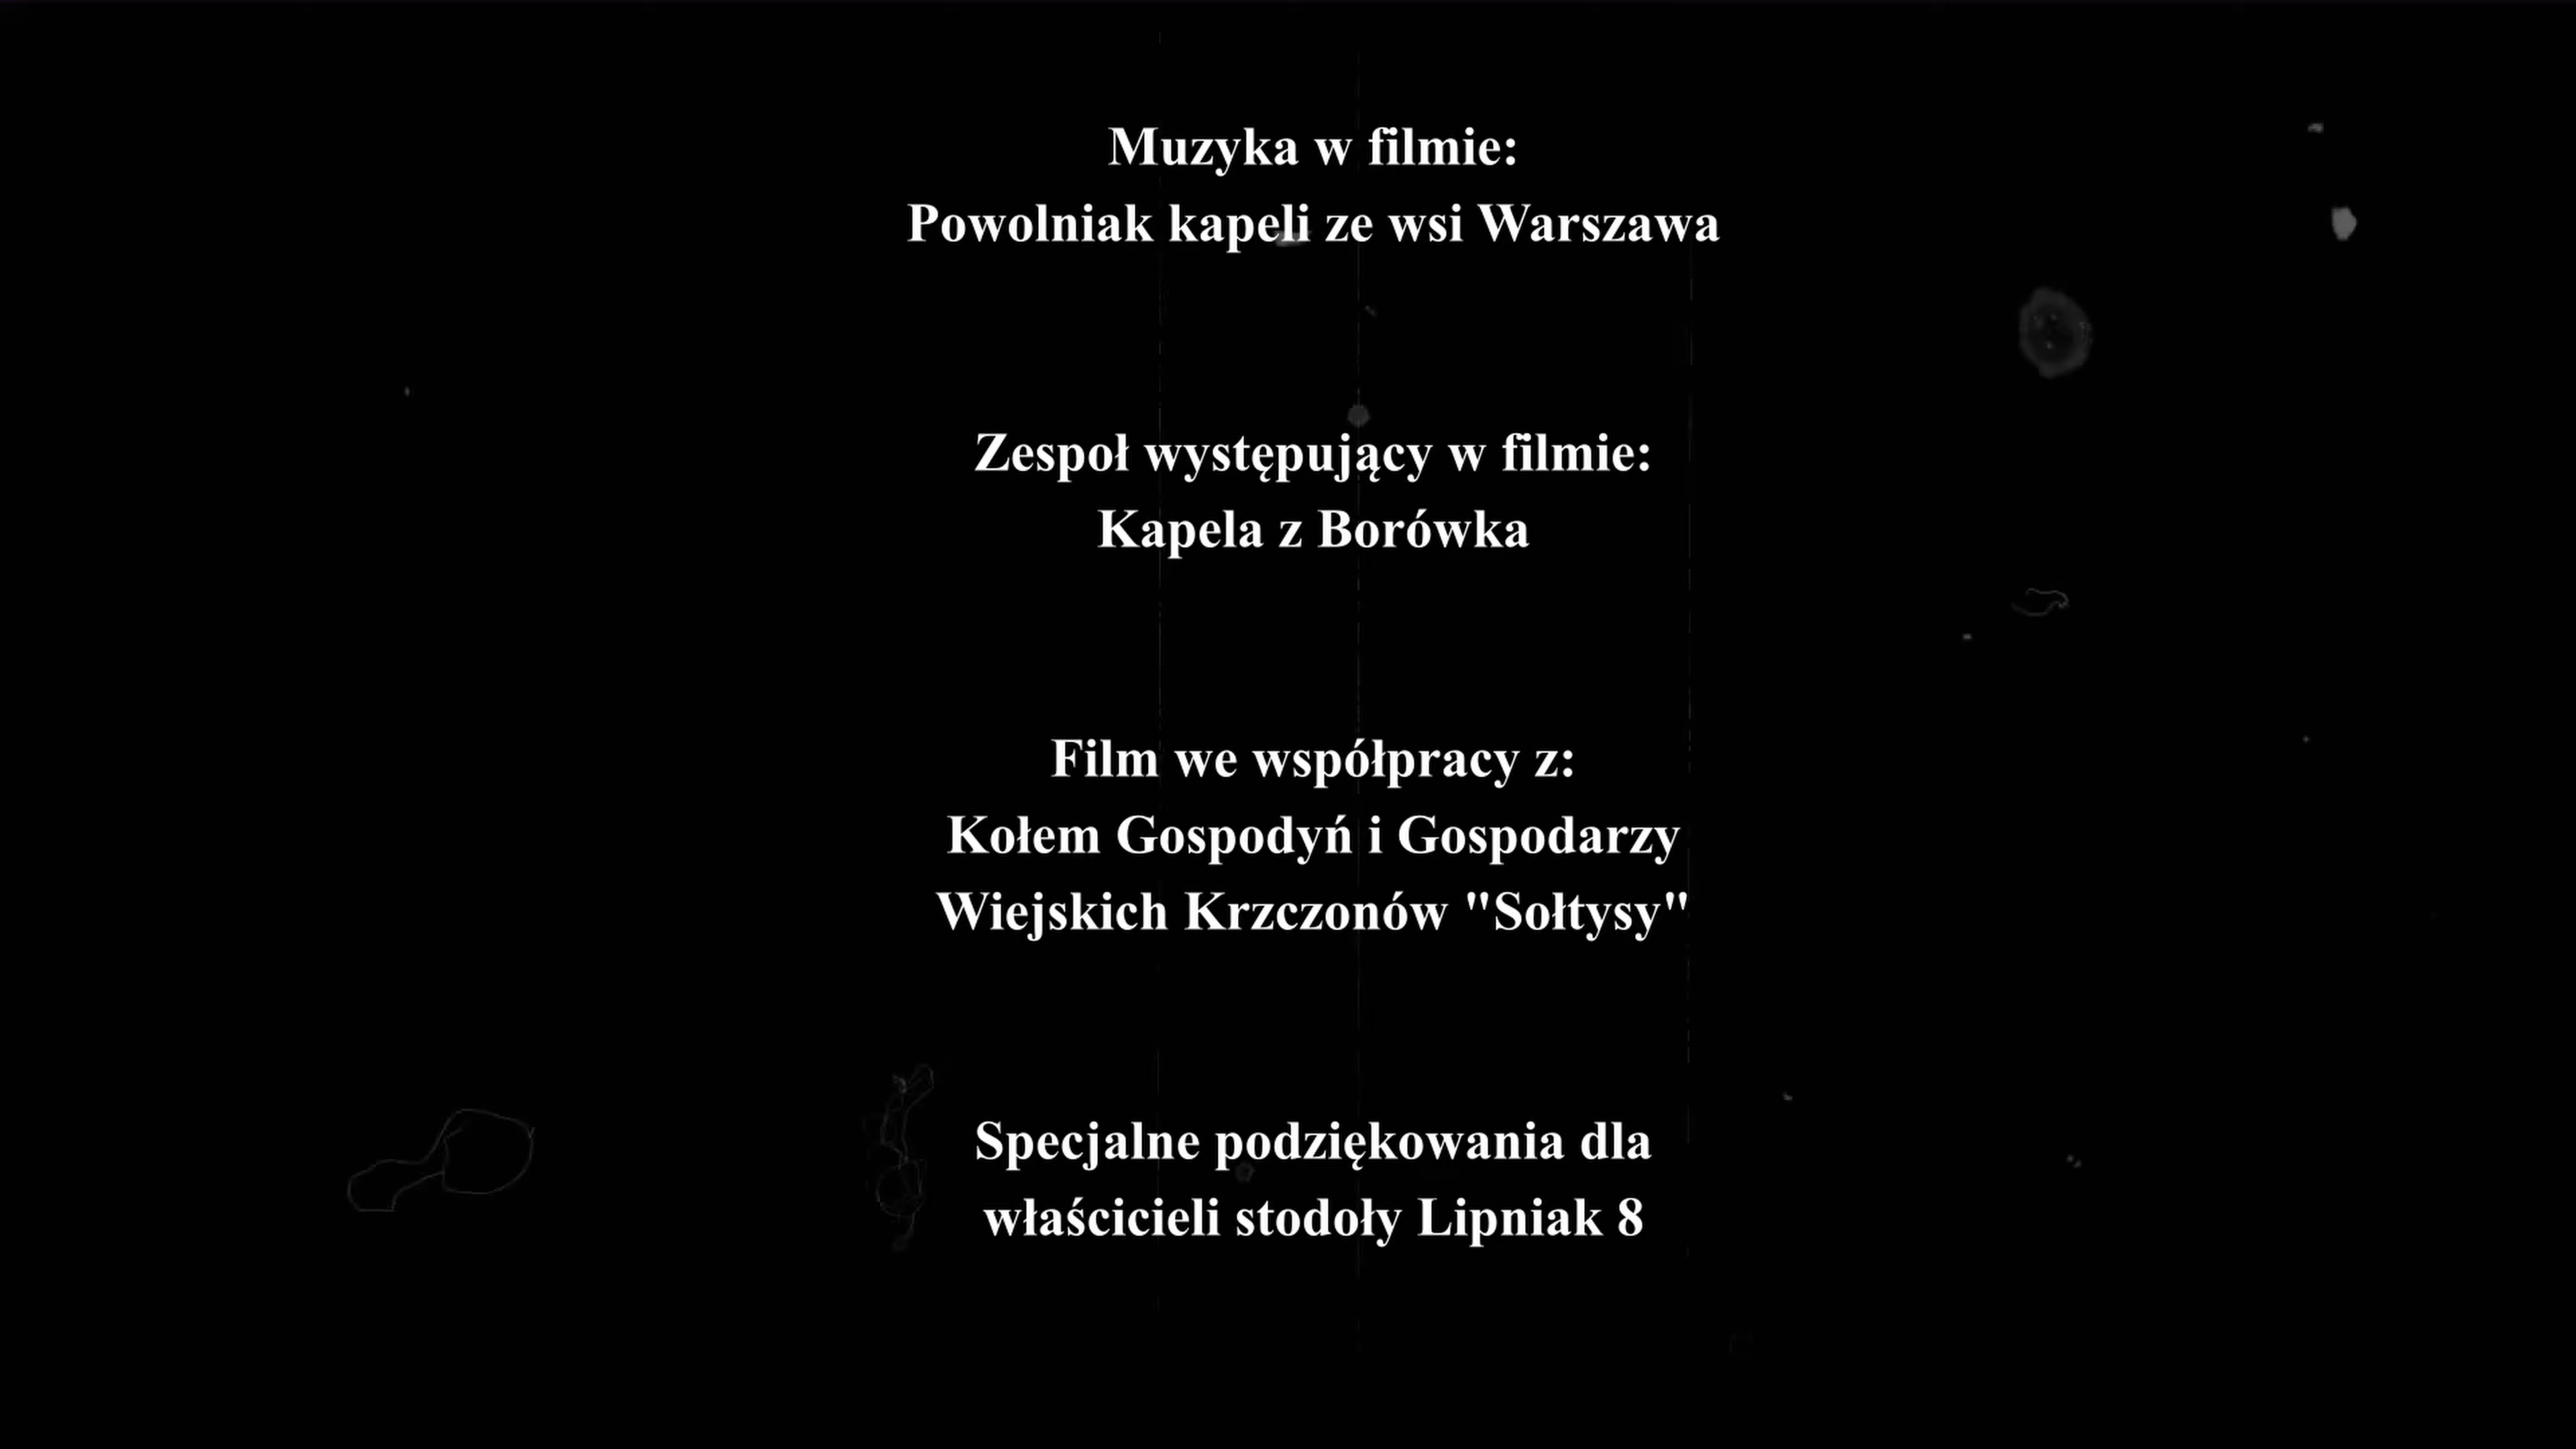 Muzyka w filmie:
Powolniak kapeli ze wsi Warszawa
Zespoł występujący w filmie:
Kapela z Borówka
Film we współpracy z:
Kołem Gospodyń i Gospodarzy
Wiejskich Krzczonów "Sołtysy"
Specjalne podziękowania dla
właścicieli stodoły Lipniak 8